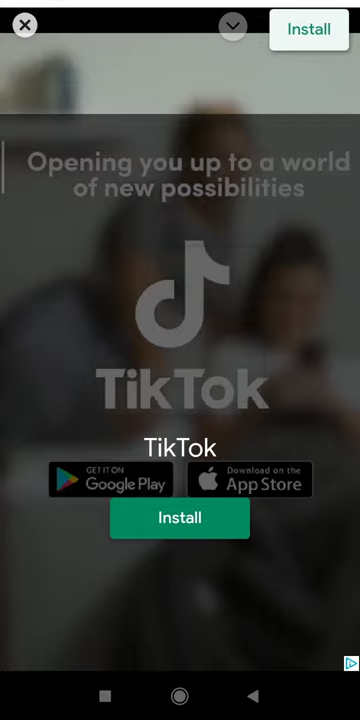 Install
Opening you up to a world
of new possibilities
TikTok
TikTok
GET IT ON
Google Play
Download on the
App Store
Install